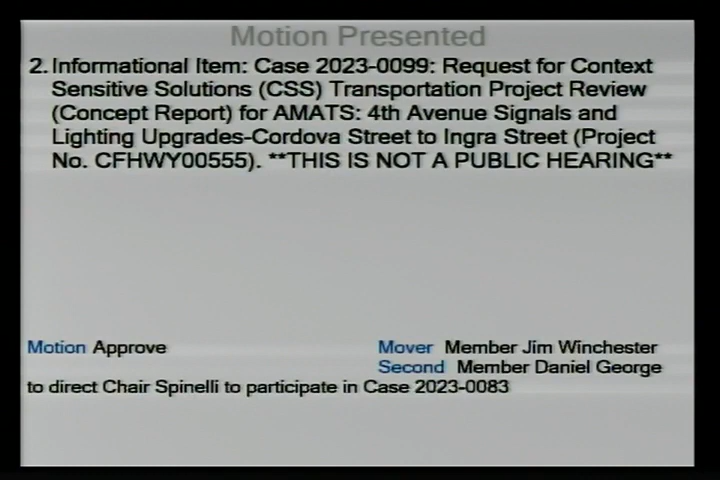 Motion Presented
2. Informational Item: Case 2023-0099: Request for Context
Sensitive Solutions (CSS) Transportation Project Review
(Concept Report) for AMATS: 4th Avenue Signals and
Lighting Upgrades-Cordova Street to Ingra Street (Project
No. CFHWY00555). **THIS IS NOT A PUBLIC HEARING**
Motion Approve Mover Member Jim Winchester
Second Member Daniel George
to direct Chair Spinelli to participate in Case 2023-0083